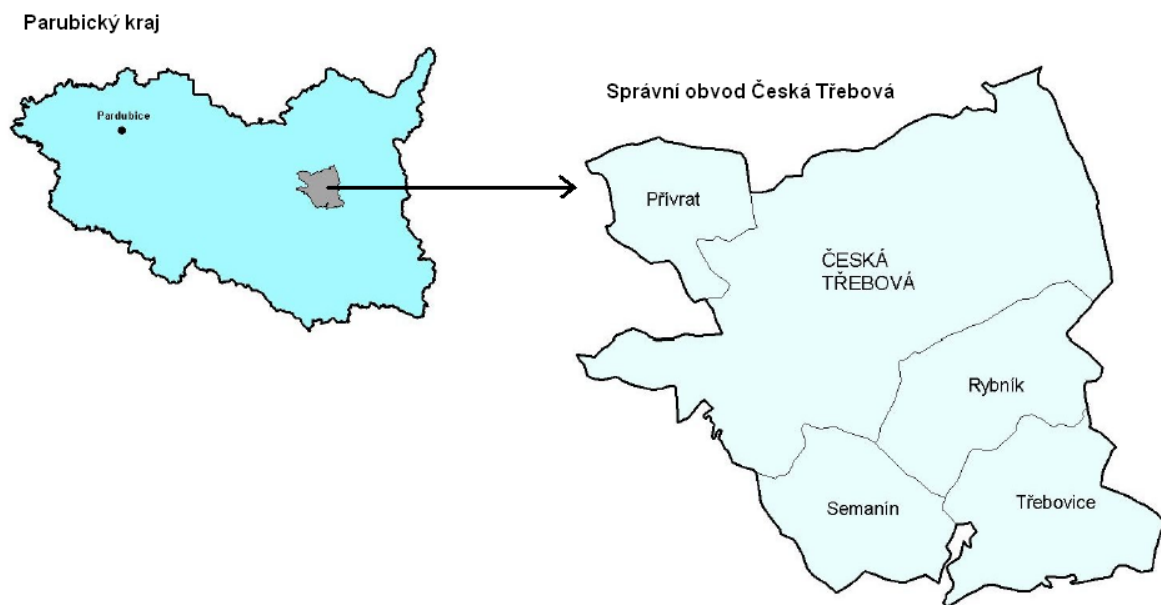 Parubický kraj
Pardubice
Správní obvod Česká Třebová
Přívrat
ČESKÁ
TŘEBOVÁ
Rybník
Semanín
Třebovice